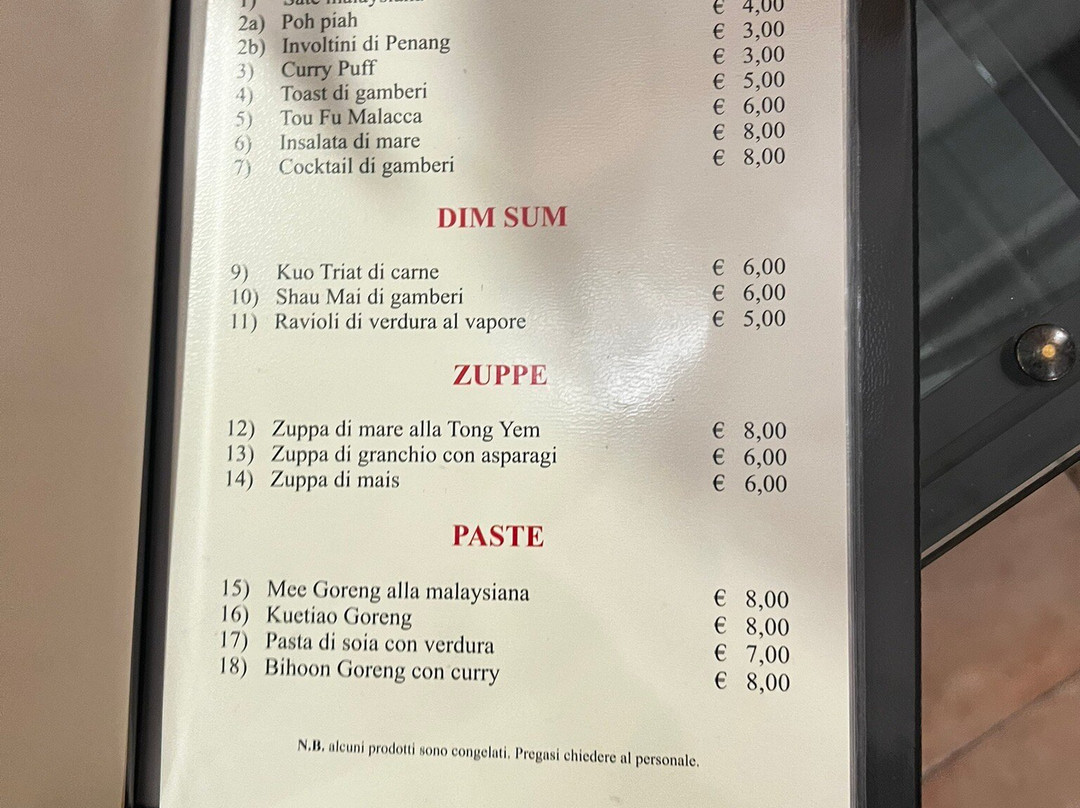 2a) Poh piah € 4,00
2b) Involtini di Penang € 3,00
3) Curry Puff € 3,00
4) Toast di gamberi € 5,00
5) Tou Fu Malacca € 6,00
6) Insalata di mare € 8,00
7) Cocktail di gamberi € 8,00
DIM SUM
9) Kuo Triat di carne € 6,00
10) Shau Mai di gamberi € 6,00
11) Ravioli di verdura al vapore € 5,00
ZUPPE
12) Zuppa di mare alla Tong Yem € 8,00
13) Zuppa di granchio con asparagi € 6,00
14) Zuppa di mais € 6,00
PASTE
15) Mee Goreng alla malaysiana € 8,00
16) Kuetiao Goreng € 8,00
17) Pasta di soia con verdura € 7,00
18) Bihoon Goreng con curry € 8,00
N.B. alcuni prodotti sono congelati. Pregasi chiedere al personale.